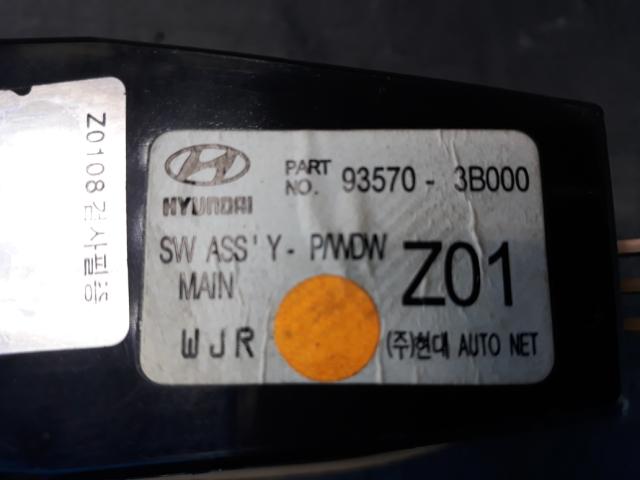 Z0108검사필증
HYUNDAI
PART NO. 93570 - 3B000
SW ASS'Y - P/WDW
MAIN
Z01
WJR
(주)현대 AUTO NET